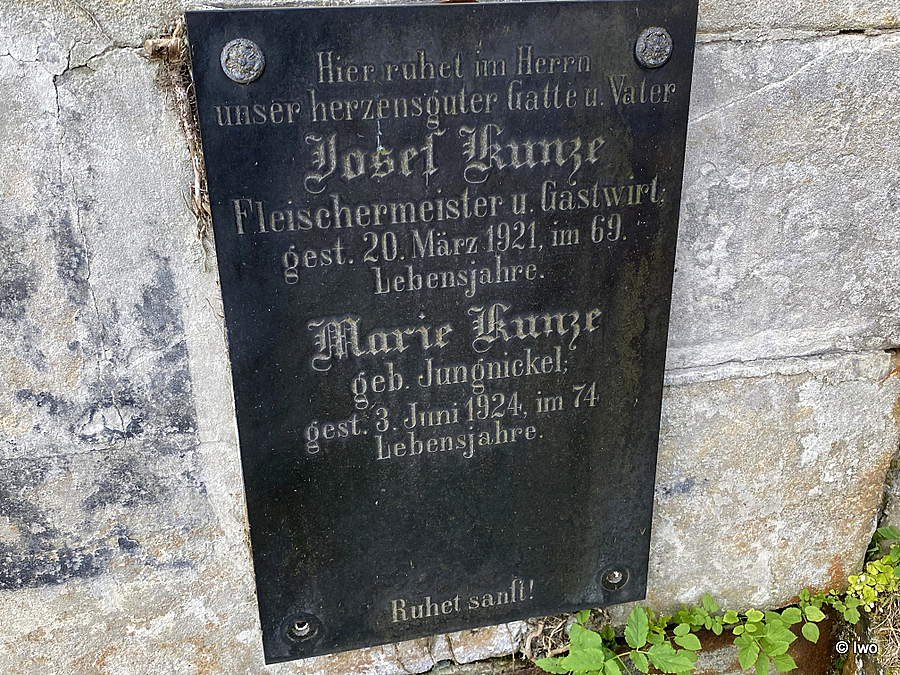 Hier ruhet im Herrn
unser herzensguter Gatte u. Vater
Josef Kunze
Fleischermeister u. Gastwirt,
gest. 20. März 1921, im 69.
Lebensjahre.
Marie Kunze
geb. Jungnickel,
gest. 3. Juni 1924, im 74
Lebensjahre.
Ruhet sanft!
© Iwo